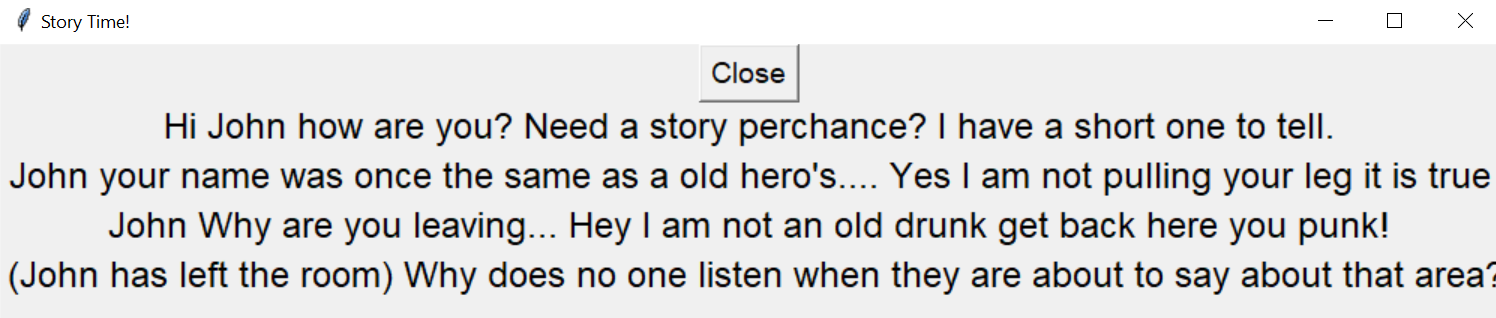 Story Time!
Close
Hi John how are you? Need a story perchance? I have a short one to tell.
John your name was once the same as a old hero's.... Yes I am not pulling your leg it is true
John Why are you leaving... Hey I am not an old drunk get back here you punk!
(John has left the room) Why does no one listen when they are about to say about that area?